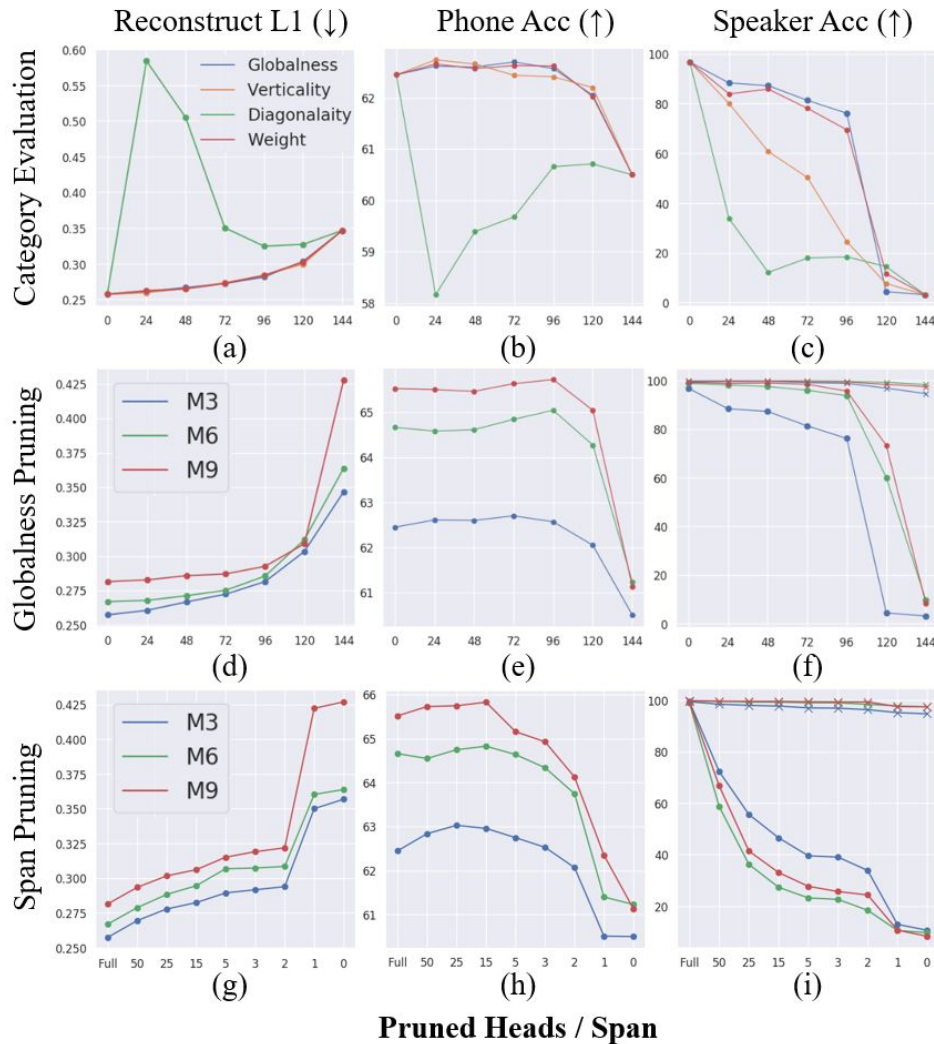 Reconstruct L1 (↓) Phone Acc (↑) Speaker Acc (↑)
Category Evaluation
0.60
0.55
0.50
0.45
0.40
0.35
0.30
0.25
Globalness
Verticality
Diagonalaity
Weight
0 24 48 72 96 120 144
(a)
62
61
60
59
58
0 24 48 72 96 120 144
(b)
100
80
60
40
20
0
0 24 48 72 96 120 144
(c)
Globalness Pruning
0.425
0.400
0.375
0.350
0.325
0.300
0.275
0.250
M3
M6
M9
0 24 48 72 96 120 144
(d)
65
64
63
62
61
0 24 48 72 96 120 144
(e)
100
80
60
40
20
0
0 24 48 72 96 120 144
(f)
Span Pruning
0.425
0.400
0.375
0.350
0.325
0.300
0.275
0.250
M3
M6
M9
Full 50 25 15 5 3 2 1 0
(g)
66
65
64
63
62
61
Full 50 25 15 5 3 2 1 0
(h)
100
80
60
40
20
Full 50 25 15 5 3 2 1 0
(i)
Pruned Heads / Span